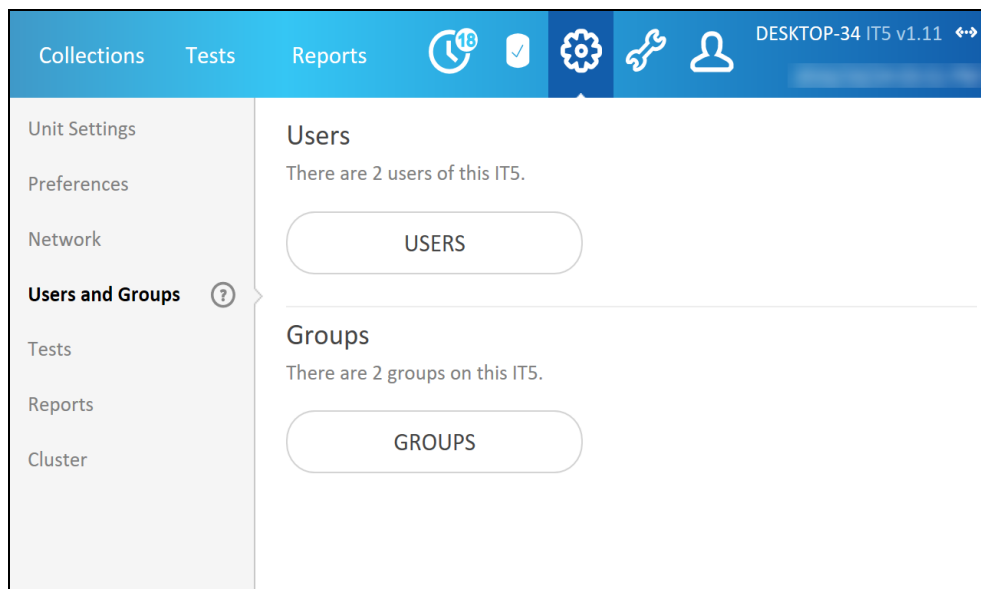 Collections Tests Reports 18 DESKTOP-34 IT5 v1.11
Unit Settings
Preferences
Network
Users and Groups ?
Tests
Reports
Cluster
Users
There are 2 users of this IT5.
USERS
Groups
There are 2 groups on this IT5.
GROUPS